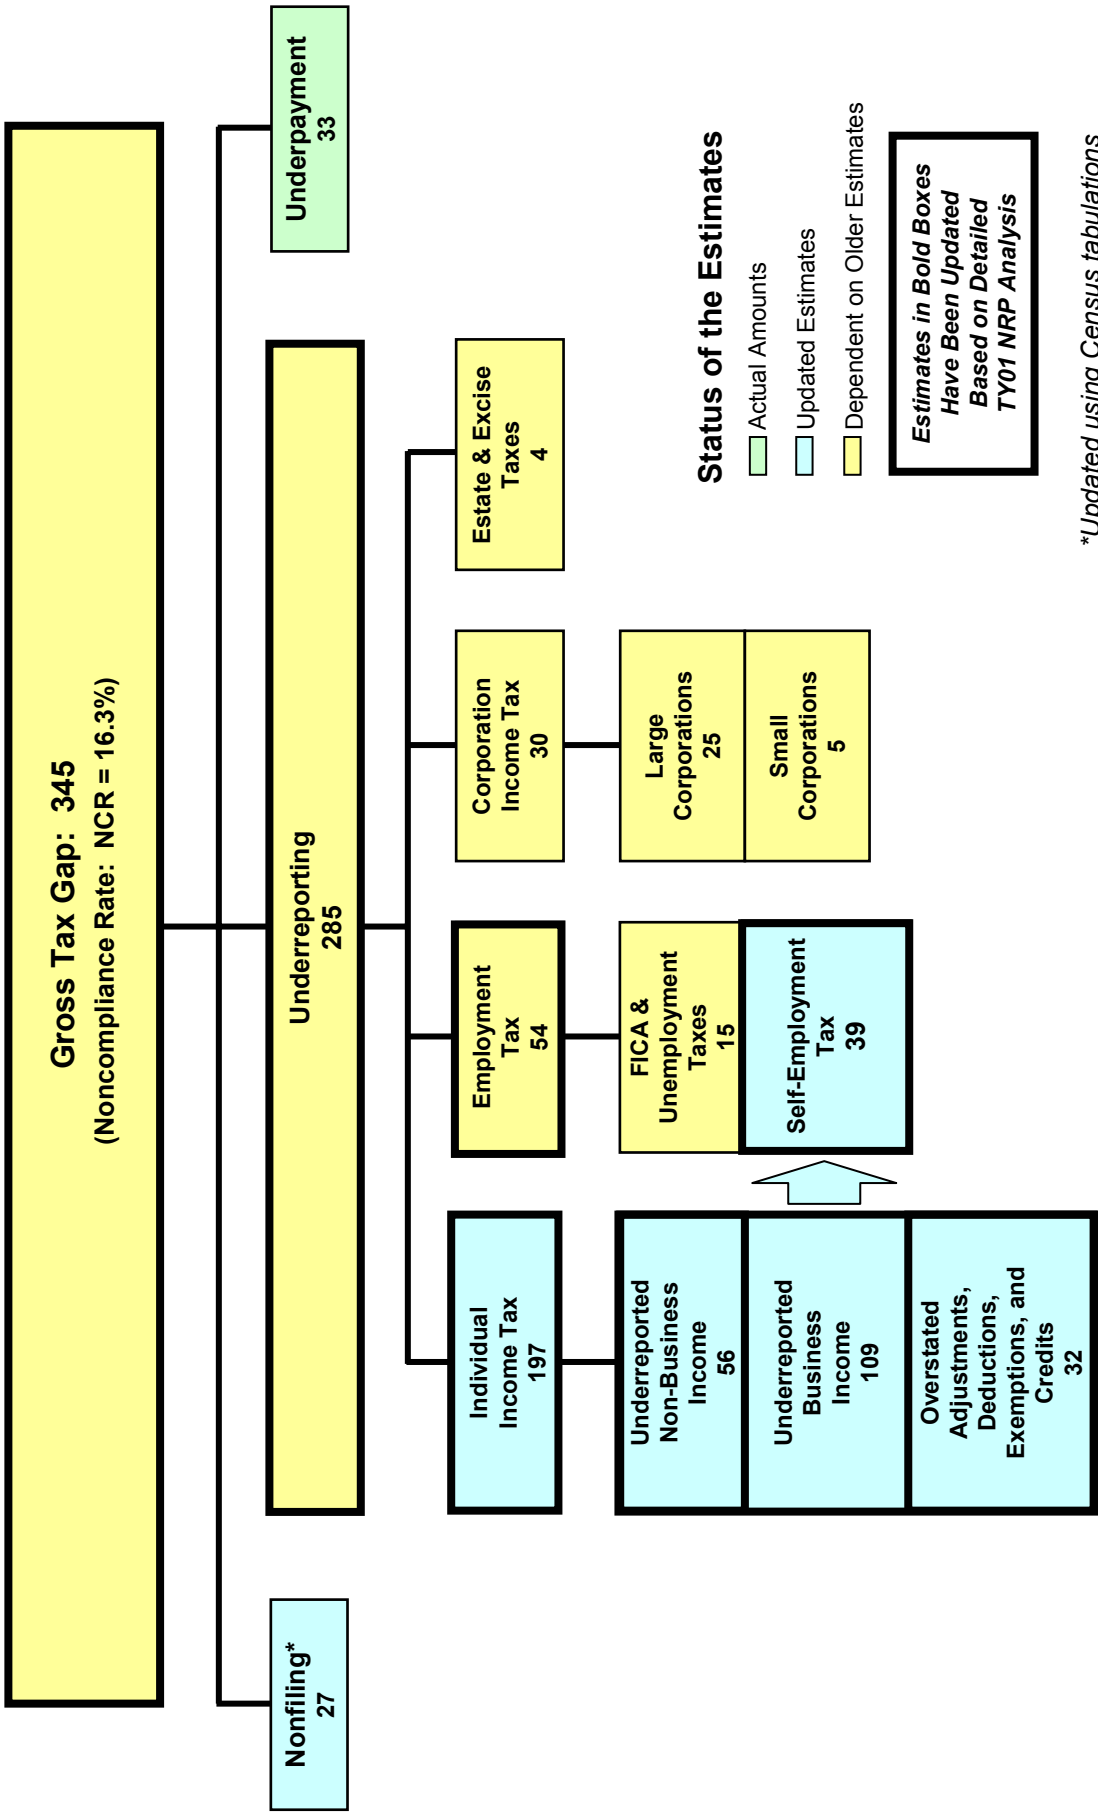 Gross Tax Gap: 345
(Noncompliance Rate: NCR = 16.3%)
Nonfiling*
27
Underreporting
285
Underpayment
33
Individual
Income Tax
197
Employment
Tax
54
Corporation
Income Tax
30
Estate & Excise
Taxes
4
Underreported
Non-Business
Income
56
Underreported
Business
Income
109
Overstated
Adjustments,
Deductions,
Exemptions, and
Credits
32
FICA &
Unemployment
Taxes
15
Self-Employment
Tax
39
Large
Corporations
25
Small
Corporations
5
Status of the Estimates
Actual Amounts
Updated Estimates
Dependent on Older Estimates
Estimates in Bold Boxes
Have Been Updated
Based on Detailed
TY01 NRP Analysis
*Updated using Census tabulations